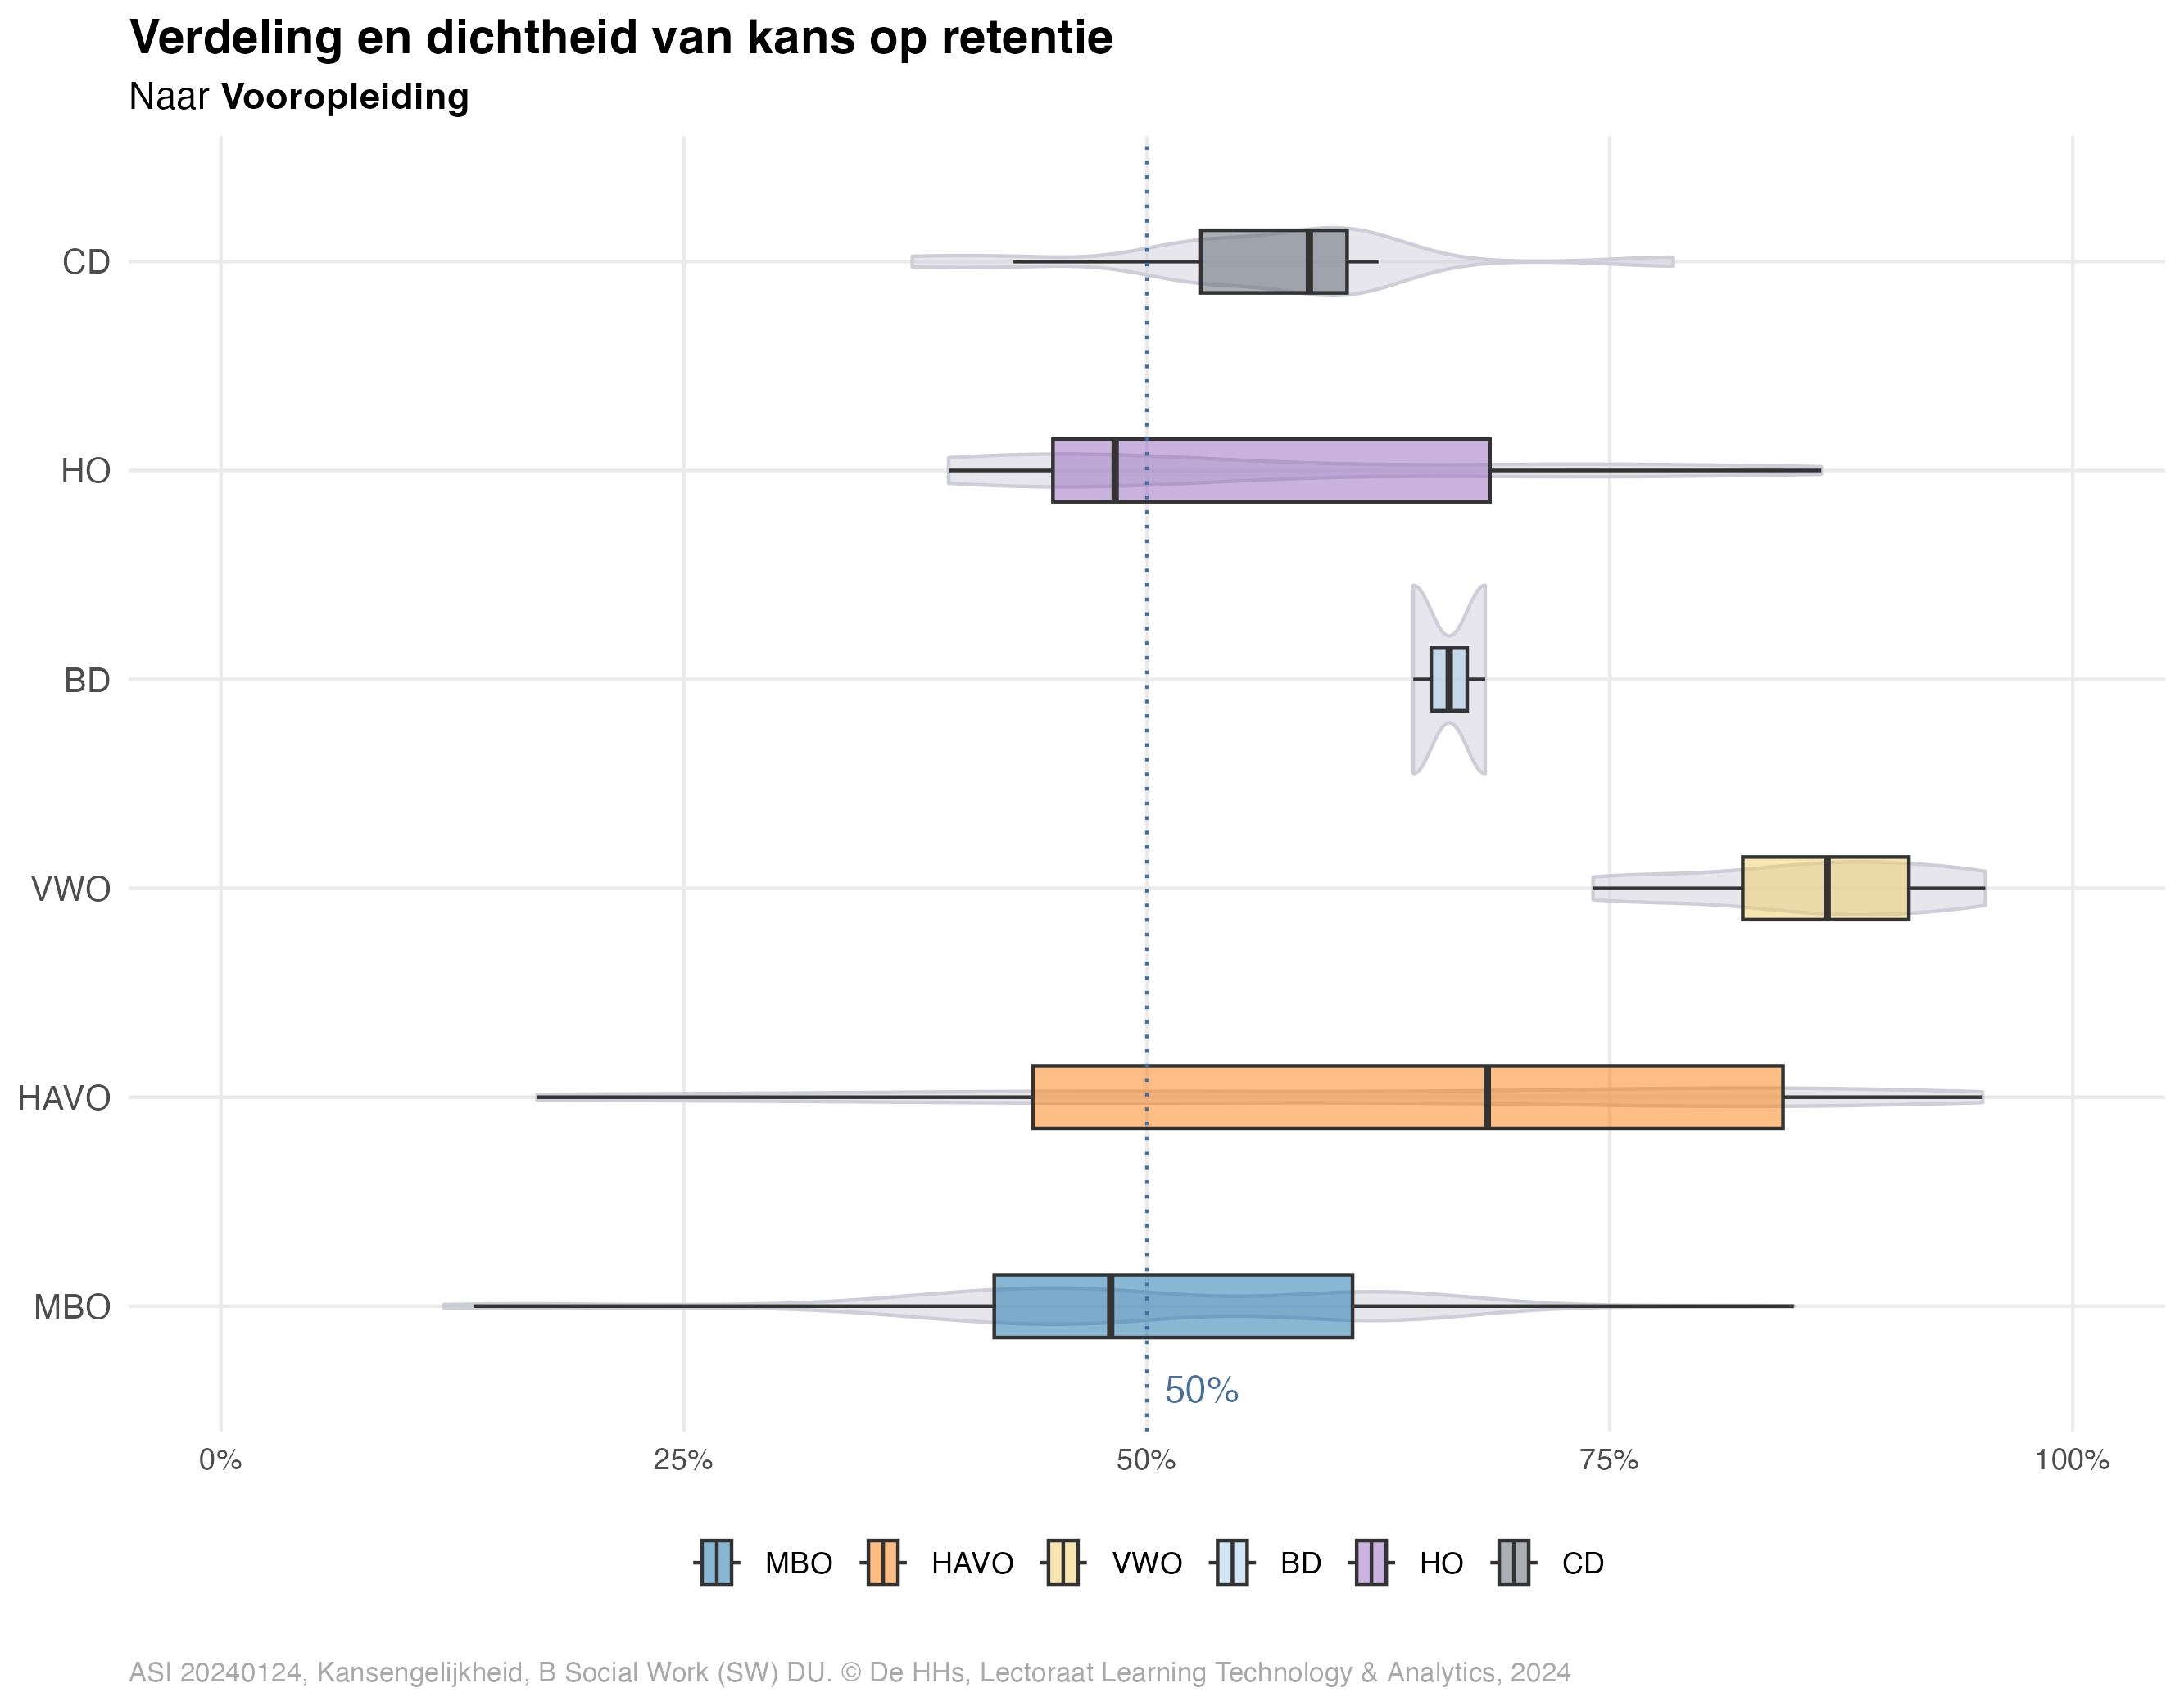 Verdeling en dichtheid van kans op retentie
Naar Vooropleiding
CD
HO
BD
VWO
HAVO
MBO
50%
0% 25% 50% 75% 100%
MBO HAVO VWO BD HO CD
ASI 20240124, Kansengelijkheid, B Social Work (SW) DU. © De HHs, Lectoraat Learning Technology & Analytics, 2024